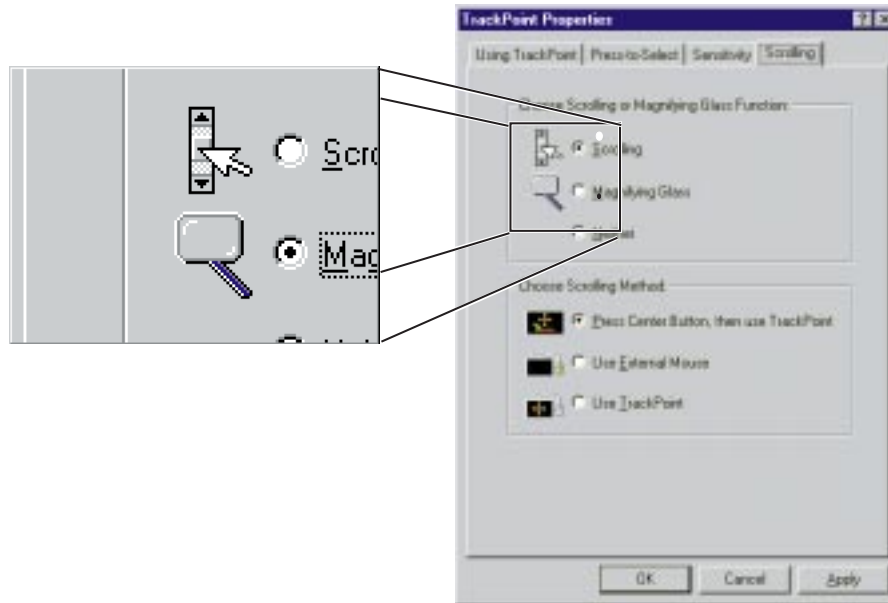 TrackPoint Properties
Using TrackPoint
Press-to-Select
Sensitivity
Scrolling
Choose Scrolling or Magnifying Glass Function
Scrolling
Magnifying Glass
Choose Scrolling Method
Press Center Button, then use TrackPoint
Use External Mouse
Use TrackPoint
OK
Cancel
Apply
Scro
Mag